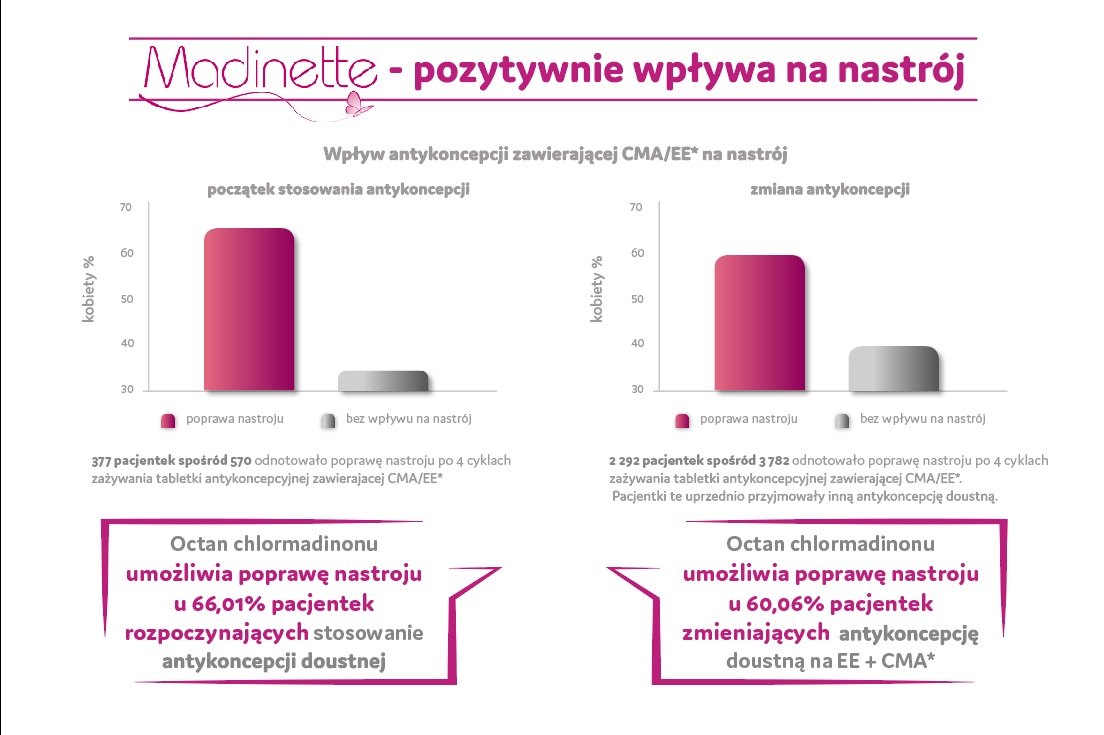 Madinette - pozytywnie wpływa na nastrój
Wpływ antykoncepcji zawierającej CMA/EE* na nastrój
początek stosowania antykoncepcji
70
60
50
40
30
kobiety %
poprawa nastroju
bez wpływu na nastrój
377 pacjentek spośród 570 odnotowało poprawę nastroju po 4 cyklach
zażywania tabletki antykoncepcyjnej zawierajacej CMA/EE*
Octan chlormadinonu
umożliwia poprawę nastroju
u 66,01% pacjentek
rozpoczynających stosowanie
antykoncepcji doustnej
zmiana antykoncepcji
70
60
50
40
30
kobiety %
poprawa nastroju
bez wpływu na nastrój
2 292 pacjentek spośród 3 782 odnotowało poprawę nastroju po 4 cyklach
zażywania tabletki antykoncepcyjnej zawierającej CMA/EE*.
Pacjentki te uprzednio przyjmowały inną antykoncepcję doustną.
Octan chlormadinonu
umożliwia poprawę nastroju
u 60,06% pacjentek
zmieniających antykoncepcję
doustną na EE + CMA*